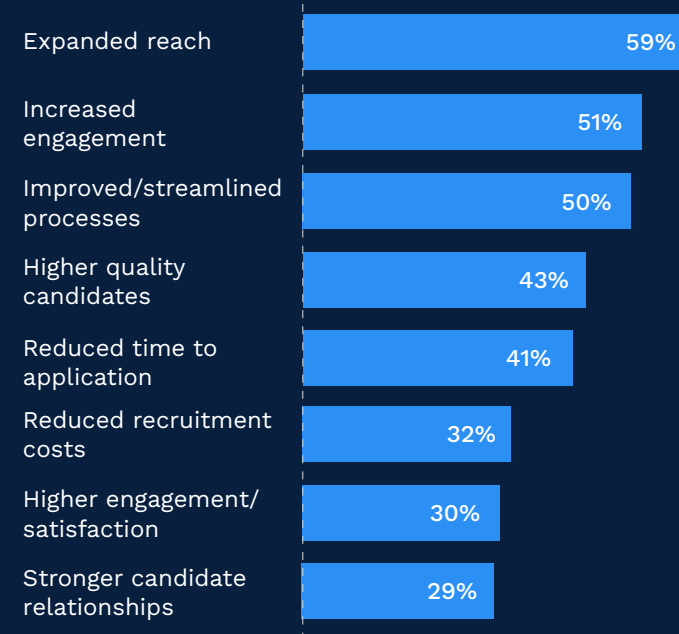 Expanded reach
59%
Increased
engagement
51%
Improved/streamlined
processes
50%
Higher quality
candidates
43%
Reduced time to
application
41%
Reduced recruitment
costs
32%
Higher engagement/
satisfaction
30%
Stronger candidate
relationships
29%